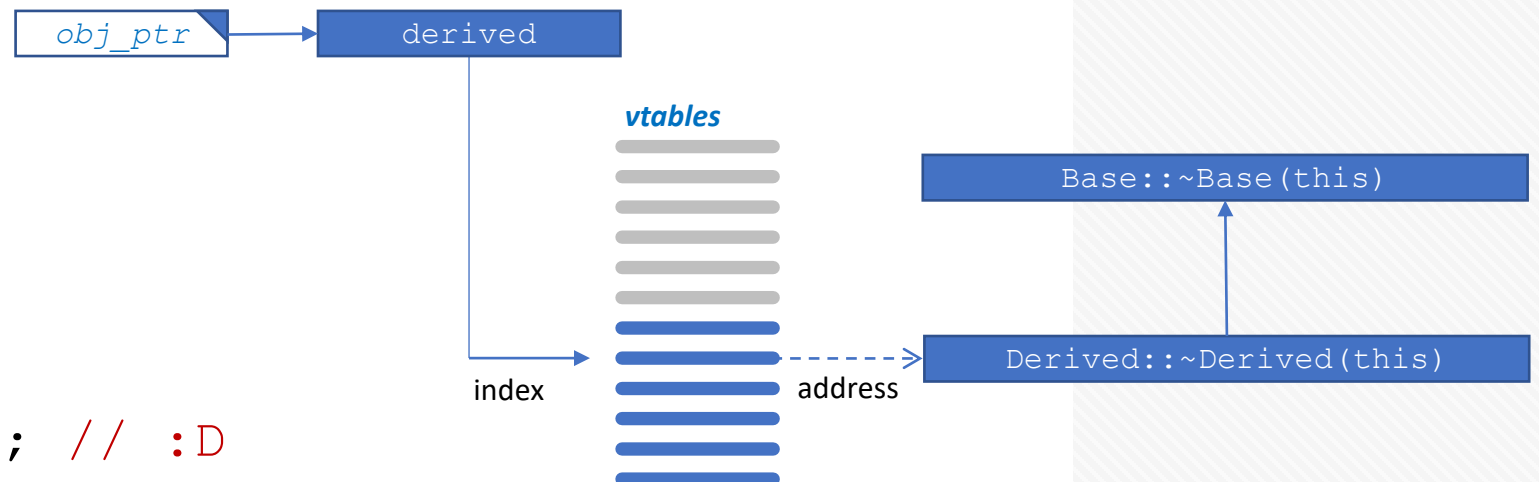 obj_ptr
derived
vtables
Base::~Base(this)
Derived::~Derived(this)
index
address
; // :D